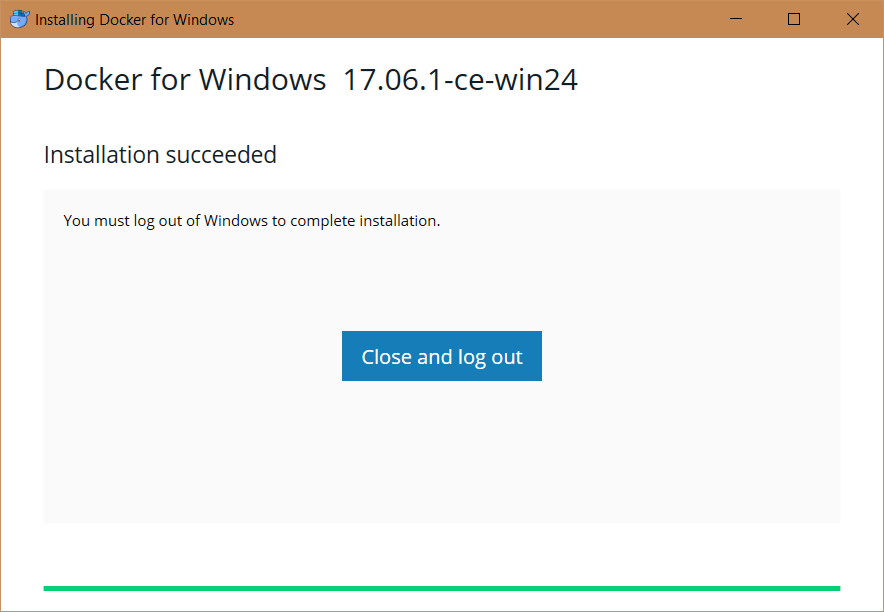 Installing Docker for Windows
Docker for Windows 17.06.1-ce-win24
Installation succeeded
You must log out of Windows to complete installation.
Close and log out